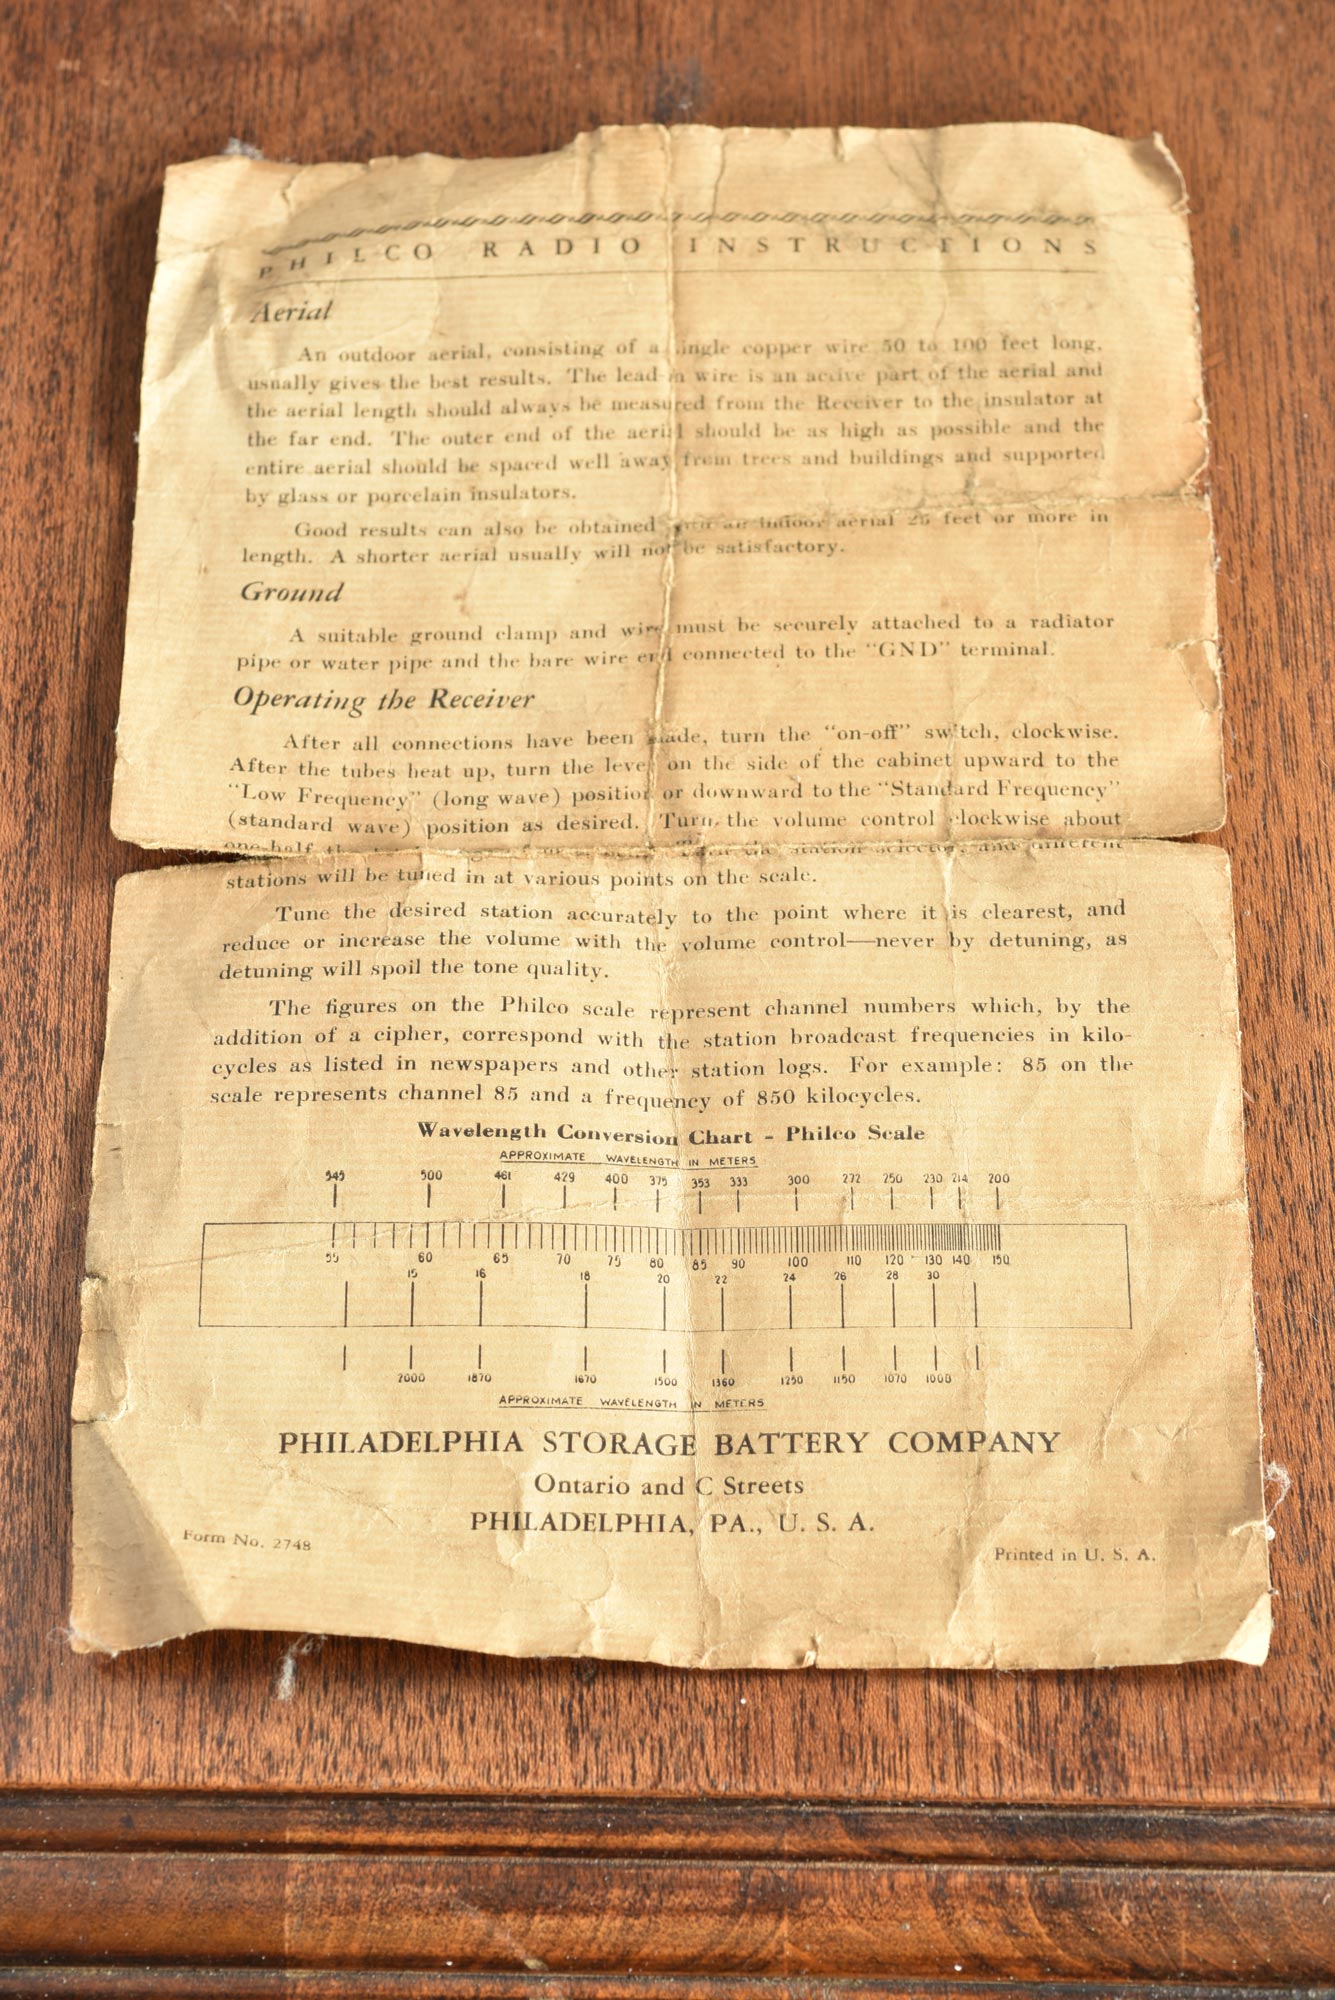 PHILCO RADIO INSTRUCTIONS
Aerial
An outdoor aerial, consisting of a single copper wire 50 to 100 feet long,
usually gives the best results. The lead in wire is an active part of the aerial and
the aerial length should always be measured from the Receiver to the insulator at
the far end. The outer end of the aerial should be as high as possible and the
entire aerial should be spaced well away from trees and buildings and supported
by glass or porcelain insulators.
Good results can also be obtained with an indoor aerial 25 feet or more in
length. A shorter aerial usually will not be satisfactory.
Ground
A suitable ground clamp and wire must be securely attached to a radiator
pipe or water pipe and the bare wire end connected to the "GND" terminal.
Operating the Receiver
After all connections have been made, turn the "on-off" switch, clockwise.
After the tubes heat up, turn the lever on the side of the cabinet upward to the
"Low Frequency" (long wave) position or downward to the "Standard Frequency"
(standard wave) position as desired. Turn the volume control clockwise about
one-half the station selector, and different
stations will be tuned in at various points on the scale.
Tune the desired station accurately to the point where it is clearest, and
reduce or increase the volume with the volume control—never by detuning, as
detuning will spoil the tone quality.
The figures on the Philco scale represent channel numbers which, by the
addition of a cipher, correspond with the station broadcast frequencies in kilo-
cycles as listed in newspapers and other station logs. For example: 85 on the
scale represents channel 85 and a frequency of 850 kilocycles.
Wavelength Conversion Chart - Philco Scale
APPROXIMATE WAVELENGTH IN METERS
545 500 461 429 400 375 353 333 300 272 250 230 214 200
55 60 65 70 75 80 85 90 100 110 120 130 140 150
15 16 18 20 22 24 26 28 30
2000 1870 1670 1500 1360 1250 1150 1070 1000
APPROXIMATE WAVELENGTH IN METERS
PHILADELPHIA STORAGE BATTERY COMPANY
Ontario and C Streets
PHILADELPHIA, PA., U. S. A.
Form No. 2748
Printed in U. S. A.